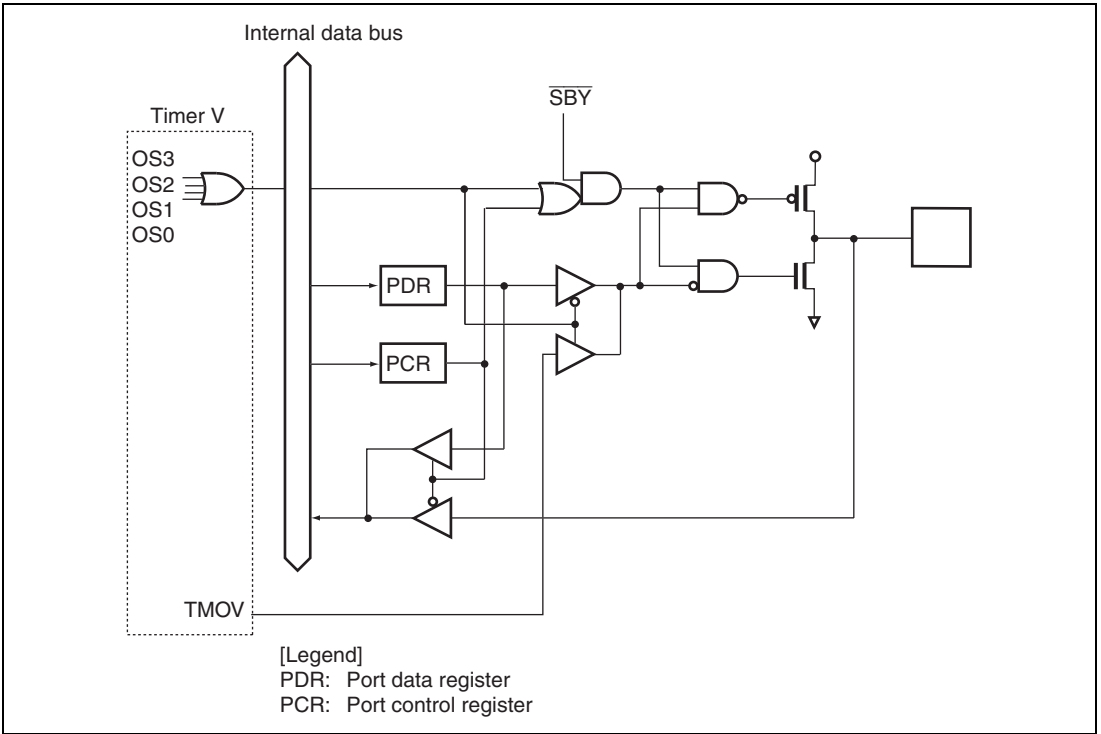 Internal data bus
SBY
Timer V
OS3
OS2
OS1
OS0
PDR
PCR
TMOV
[Legend]
PDR: Port data register
PCR: Port control register